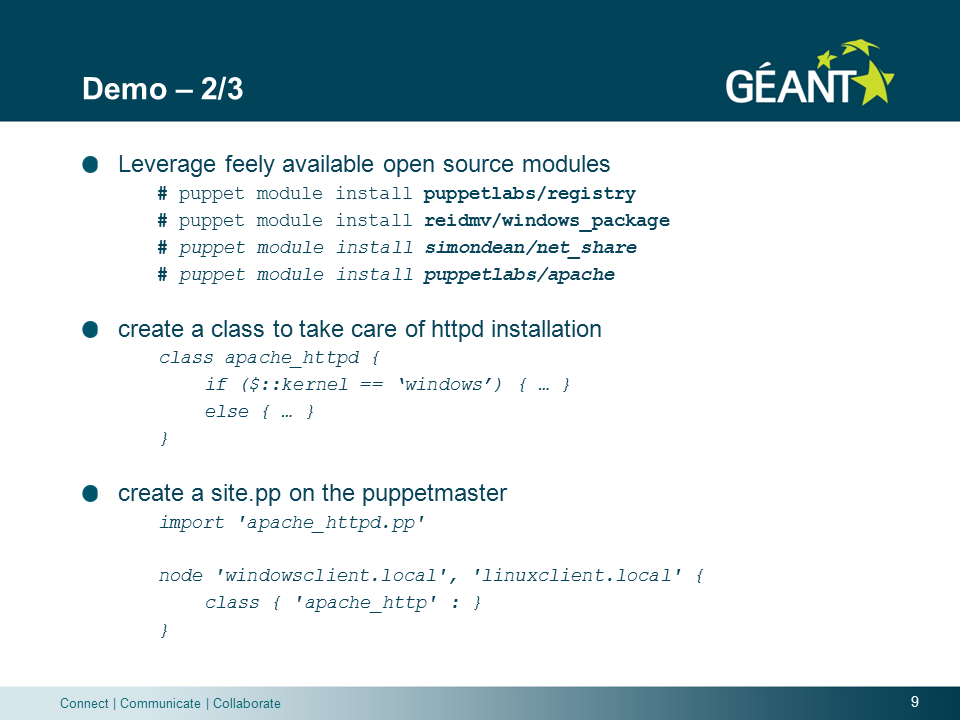 Demo – 2/3
GÉANT
Leverage feely available open source modules
# puppet module install puppetlabs/registry
# puppet module install reidmv/windows_package
# puppet module install simondean/net_share
# puppet module install puppetlabs/apache
create a class to take care of httpd installation
class apache_httpd {
if ($::kernel == ‘windows’) { … }
else { … }
}
create a site.pp on the puppetmaster
import 'apache_httpd.pp'
node 'windowsclient.local', 'linuxclient.local' {
class { 'apache_http' : }
}
Connect | Communicate | Collaborate
9